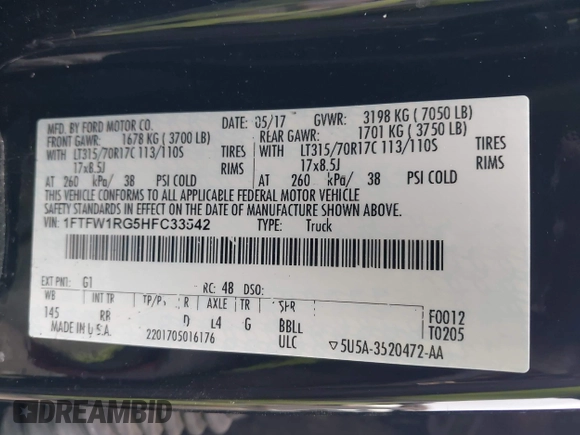 MFD. BY FORD MOTOR CO. DATE: 05/17 GVWR: 3198 KG (7050 LB)
FRONT GAWR: 1678 KG (3700 LB) REAR GAWR: 1701 KG (3750 LB)
WITH LT315/70R17C 113/110S TIRES WITH LT315/70R17C 113/110S TIRES
17x8.5J RIMS 17x8.5J RIMS
AT 260 kPa/ 38 PSI COLD AT 260 kPa/ 38 PSI COLD
THIS VEHICLE CONFORMS TO ALL APPLICABLE FEDERAL MOTOR VEHICLE
SAFETY STANDARDS IN EFFECT ON THE DATE OF MANUFACTURE SHOWN ABOVE.
VIN: 1FTFW1RG5HFC33542 TYPE: Truck
EXT PNT: G1 RC: 48 DSO:
WB INT TR TP/PS R AXLE TR SPR
145 RB D L4 G BBLL F0012
T0205
MADE IN U.S.A. 2201705016176 ULC ▽5U5A-3520472-AA
DREAMBID